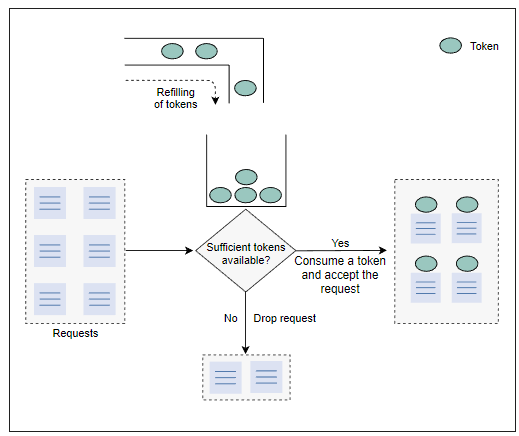 Token
Refilling
of tokens
Sufficient tokens
available?
Yes
Consume a token
and accept the
request
Requests
No
Drop request